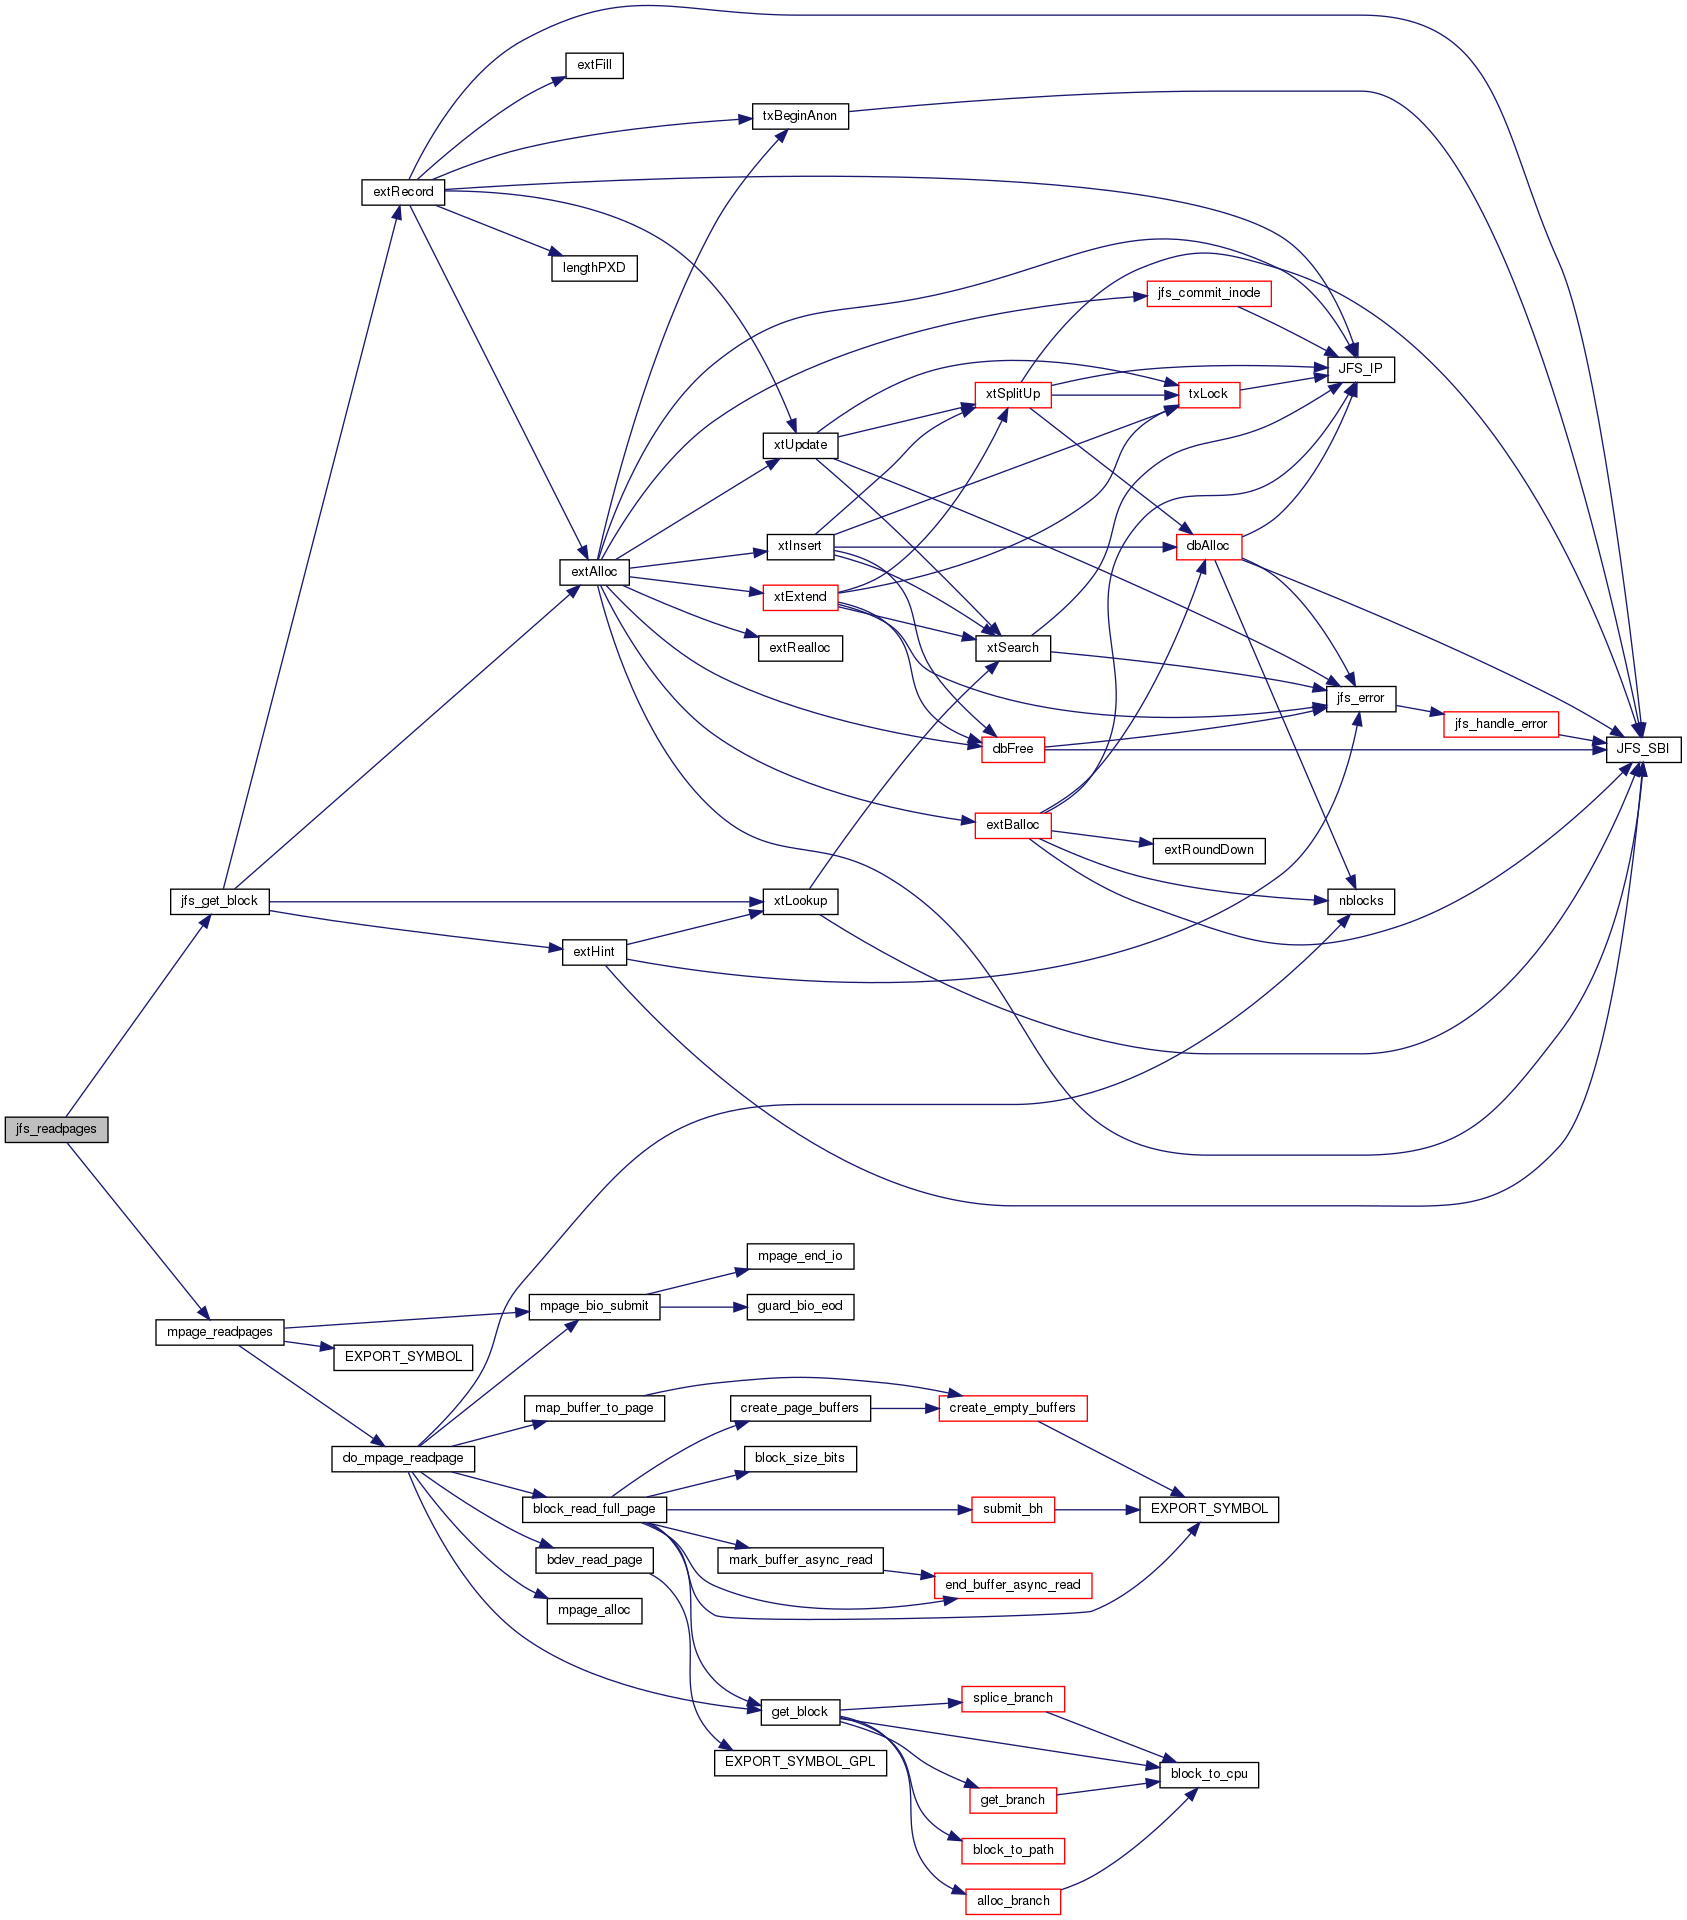 extFill
txBeginAnon
extRecord
lengthPXD
jfs_commit_inode
JFS_IP
xtSplitUp
txLock
xtUpdate
xtInsert
dbAlloc
extAlloc
xtExtend
extRealloc
xtSearch
jfs_error
jfs_handle_error
dbFree
JFS_SBI
extBalloc
extRoundDown
jfs_get_block
xtLookup
nblocks
extHint
jfs_readpages
mpage_end_io
mpage_bio_submit
guard_bio_eod
mpage_readpages
EXPORT_SYMBOL
map_buffer_to_page
create_page_buffers
create_empty_buffers
do_mpage_readpage
block_size_bits
block_read_full_page
submit_bh
EXPORT_SYMBOL
bdev_read_page
mark_buffer_async_read
end_buffer_async_read
mpage_alloc
splice_branch
get_block
EXPORT_SYMBOL_GPL
block_to_cpu
get_branch
block_to_path
alloc_branch